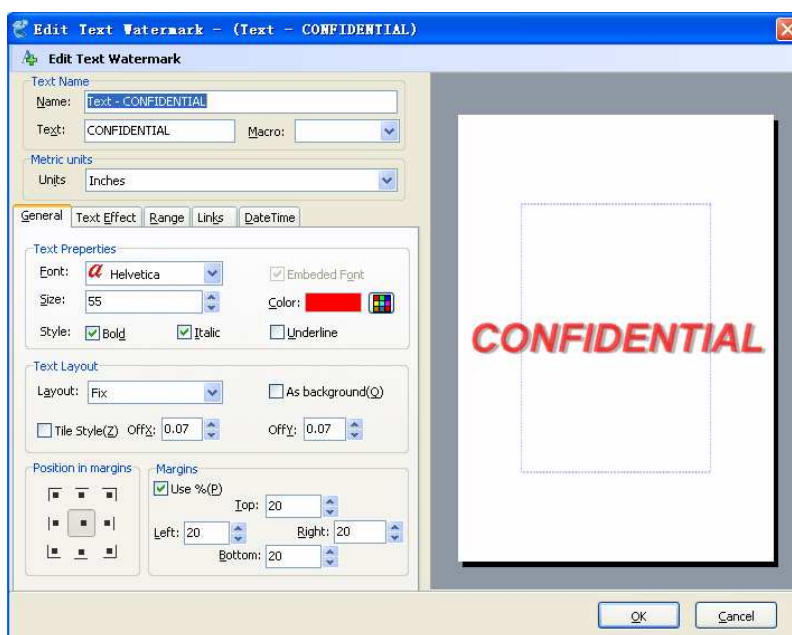 Edit Text Watermark - (Text - CONFIDENTIAL)
Edit Text Watermark
Text Name
Name: Text - CONFIDENTIAL
Text: CONFIDENTIAL Macro:
Metric units
Units Inches
General Text Effect Range Links DateTime
Text Preperties
Font: a Helvetica Embeded Font
Size: 55 Color:
Style: Bold Italic Underline
Text Layout
Layout: Fix As background(Q)
Tile Style(Z) OffX: 0.07 OffY: 0.07
Position in margins Margins
Use %(P)
Top: 20
Left: 20 Right: 20
Bottom: 20
CONFIDENTIAL
OK Cancel